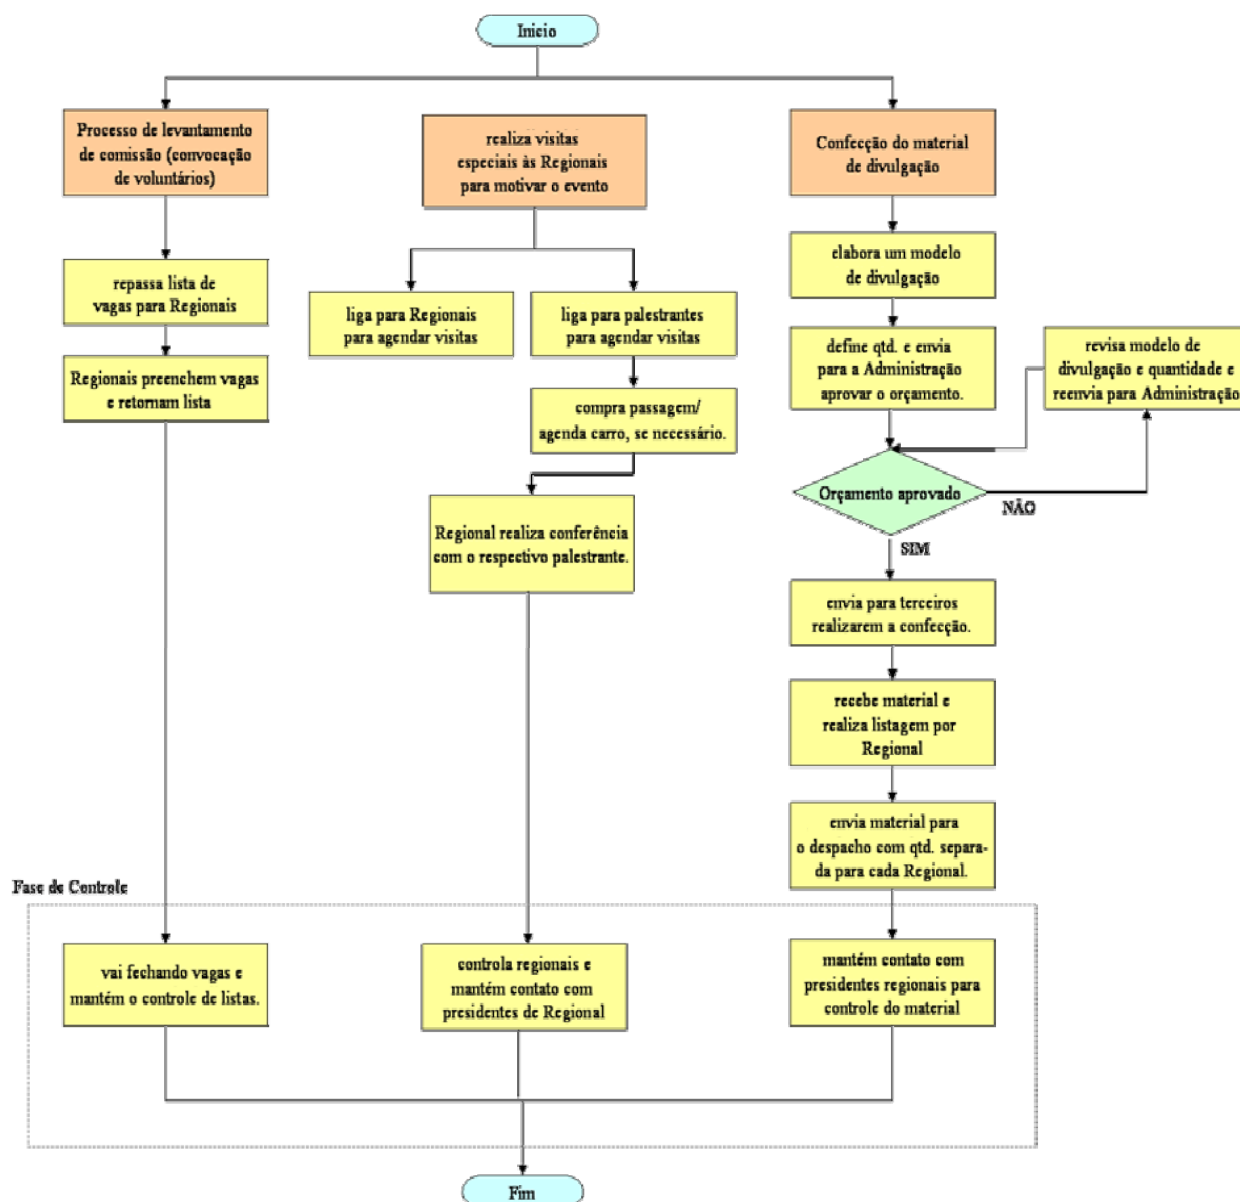 Inicio
Processo de levantamento
de comissão (convocação
de voluntários)
repassa lista de
vagas para Regionais
Regionais preenchem vagas
e retornam lista
realiza visitas
especiais às Regionais
para motivar o evento
liga para Regionais
para agendar visitas
liga para palestrantes
para agendar visitas
compra passagem/
agenda carro, se necessário.
Regional realiza conferência
com o respectivo palestrante.
Confecção do material
de divulgação
elabora um modelo
de divulgação
define qtd. e envia
para a Administração
aprovar o orçamento.
revisa modelo de
divulgação e quantidade e
reenvia para Administração
Orçamento aprovado
NÃO
SIM
envia para terceiros
realizarem a confecção.
recebe material e
realiza listagem por
Regional
envia material para
o despacho com qtd. separa-
da para cada Regional.
Fase de Controle
vai fechando vagas e
mantém o controle de listas.
controla regionais e
mantém contato com
presidentes de Regional
mantém contato com
presidentes regionais para
controle do material
Fim